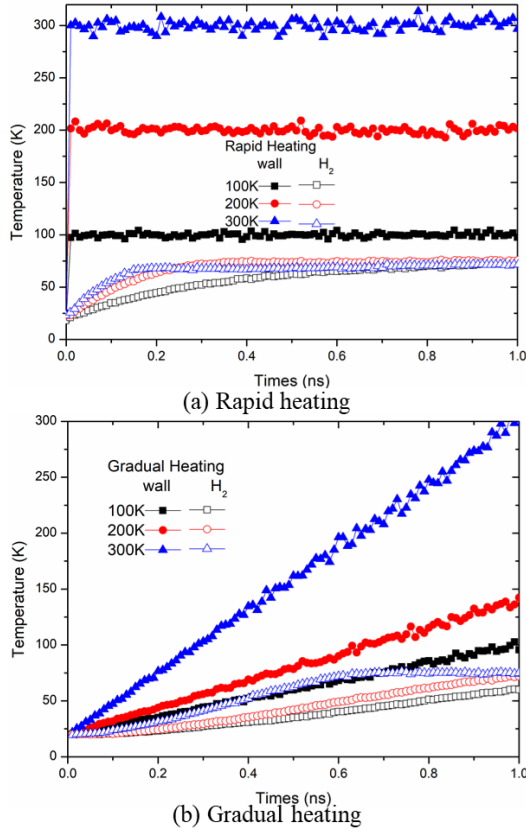 300
250
200
150
100
50
0
Temperature (K)
Rapid Heating
wall H2
100K
200K
300K
0.0 0.2 0.4 0.6 0.8 1.0
Times (ns)
(a) Rapid heating
300
250
200
150
100
50
0
Temperature (K)
Gradual Heating
wall H2
100K
200K
300K
0.0 0.2 0.4 0.6 0.8 1.0
Times (ns)
(b) Gradual heating